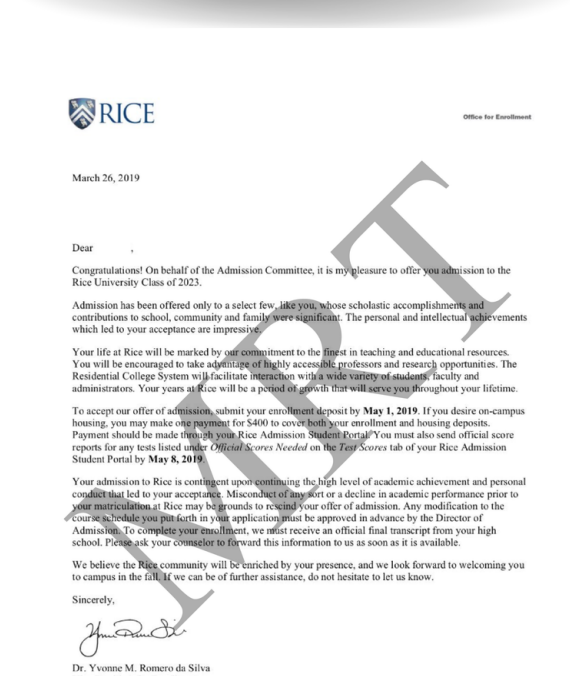 RICE
Office for Enrollment
March 26, 2019
Dear ,
Congratulations! On behalf of the Admission Committee, it is my pleasure to offer you admission to the
Rice University Class of 2023.
Admission has been offered only to a select few, like you, whose scholastic accomplishments and
contributions to school, community and family were significant. The personal and intellectual achievements
which led to your acceptance are impressive.
Your life at Rice will be marked by our commitment to the finest in teaching and educational resources.
You will be encouraged to take advantage of highly accessible professors and research opportunities. The
Residential College System will facilitate interaction with a wide variety of students, faculty and
administrators. Your years at Rice will be a period of growth that will serve you throughout your lifetime.
To accept our offer of admission, submit your enrollment deposit by May 1, 2019. If you desire on-campus
housing, you may make one payment for $400 to cover both your enrollment and housing deposits.
Payment should be made through your Rice Admission Student Portal. You must also send official score
reports for any tests listed under Official Scores Needed on the Test Scores tab of your Rice Admission
Student Portal by May 8, 2019.
Your admission to Rice is contingent upon continuing the high level of academic achievement and personal
conduct that led to your acceptance. Misconduct of any sort or a decline in academic performance prior to
your matriculation at Rice may be grounds to rescind your offer of admission. Any modification to the
course schedule you put forth in your application must be approved in advance by the Director of
Admission. To complete your enrollment, we must receive an official final transcript from your high
school. Please ask your counselor to forward this information to us as soon as it is available.
We believe the Rice community will be enriched by your presence, and we look forward to welcoming you
to campus in the fall. If we can be of further assistance, do not hesitate to let us know.
Sincerely,
Dr. Yvonne M. Romero da Silva
MRT